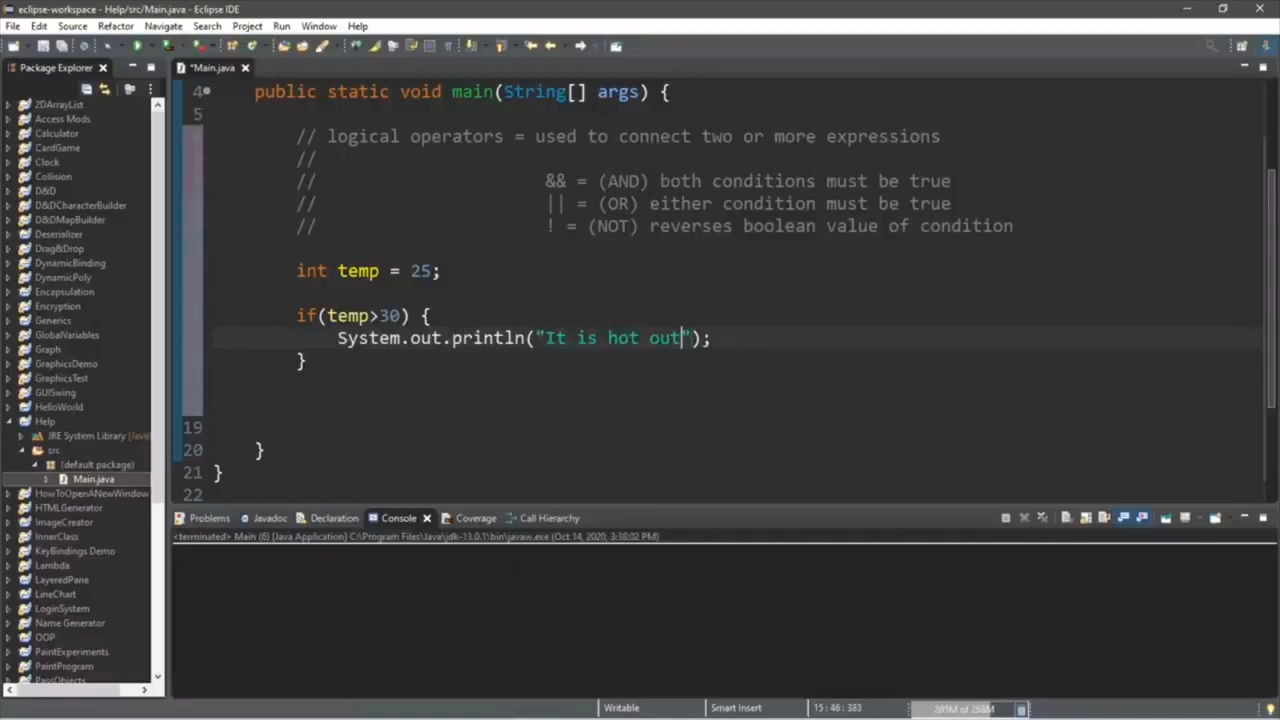 eclipse-workspace - Help/src/Main.java - Eclipse IDE
File Edit Source Refactor Navigate Search Project Run Window Help
Package Explorer
*Main.java
2DArrayList
Access Mods
Calculator
CardGame
Clock
Collision
D&D
D&DCharacterBuilder
D&DMapBuilder
Deserializer
Drag&Drop
DynamicBinding
DynamicPoly
Encapsulation
Encryption
Generics
GlobalVariables
Graph
GraphicsDemo
GraphicsTest
GUISwing
HelloWorld
Help
JRE System Library [Java
src
(default package)
Main.java
HowToOpenANewWindow
HTMLGenerator
ImageCreator
InnerClass
KeyBindings Demo
Lambda
LayeredPane
LineChart
LoginSystem
Name Generator
OOP
PaintExperiments
PaintProgram
PassObjects
4 public static void main(String[] args) {
5
// logical operators = used to connect two or more expressions
//
// && = (AND) both conditions must be true
// || = (OR) either condition must be true
// ! = (NOT) reverses boolean value of condition
int temp = 25;
if(temp>30) {
System.out.println("It is hot out");
}
19
20 }
21 }
22
Problems Javadoc Declaration Console Coverage Call Hierarchy
<terminated> Main (6) [Java Application] C:\Program Files\Java\jdk-13.0.1\bin\javaw.exe (Oct 14, 2020, 3:38:02 PM)
Writable Smart Insert 15 : 46 : 383